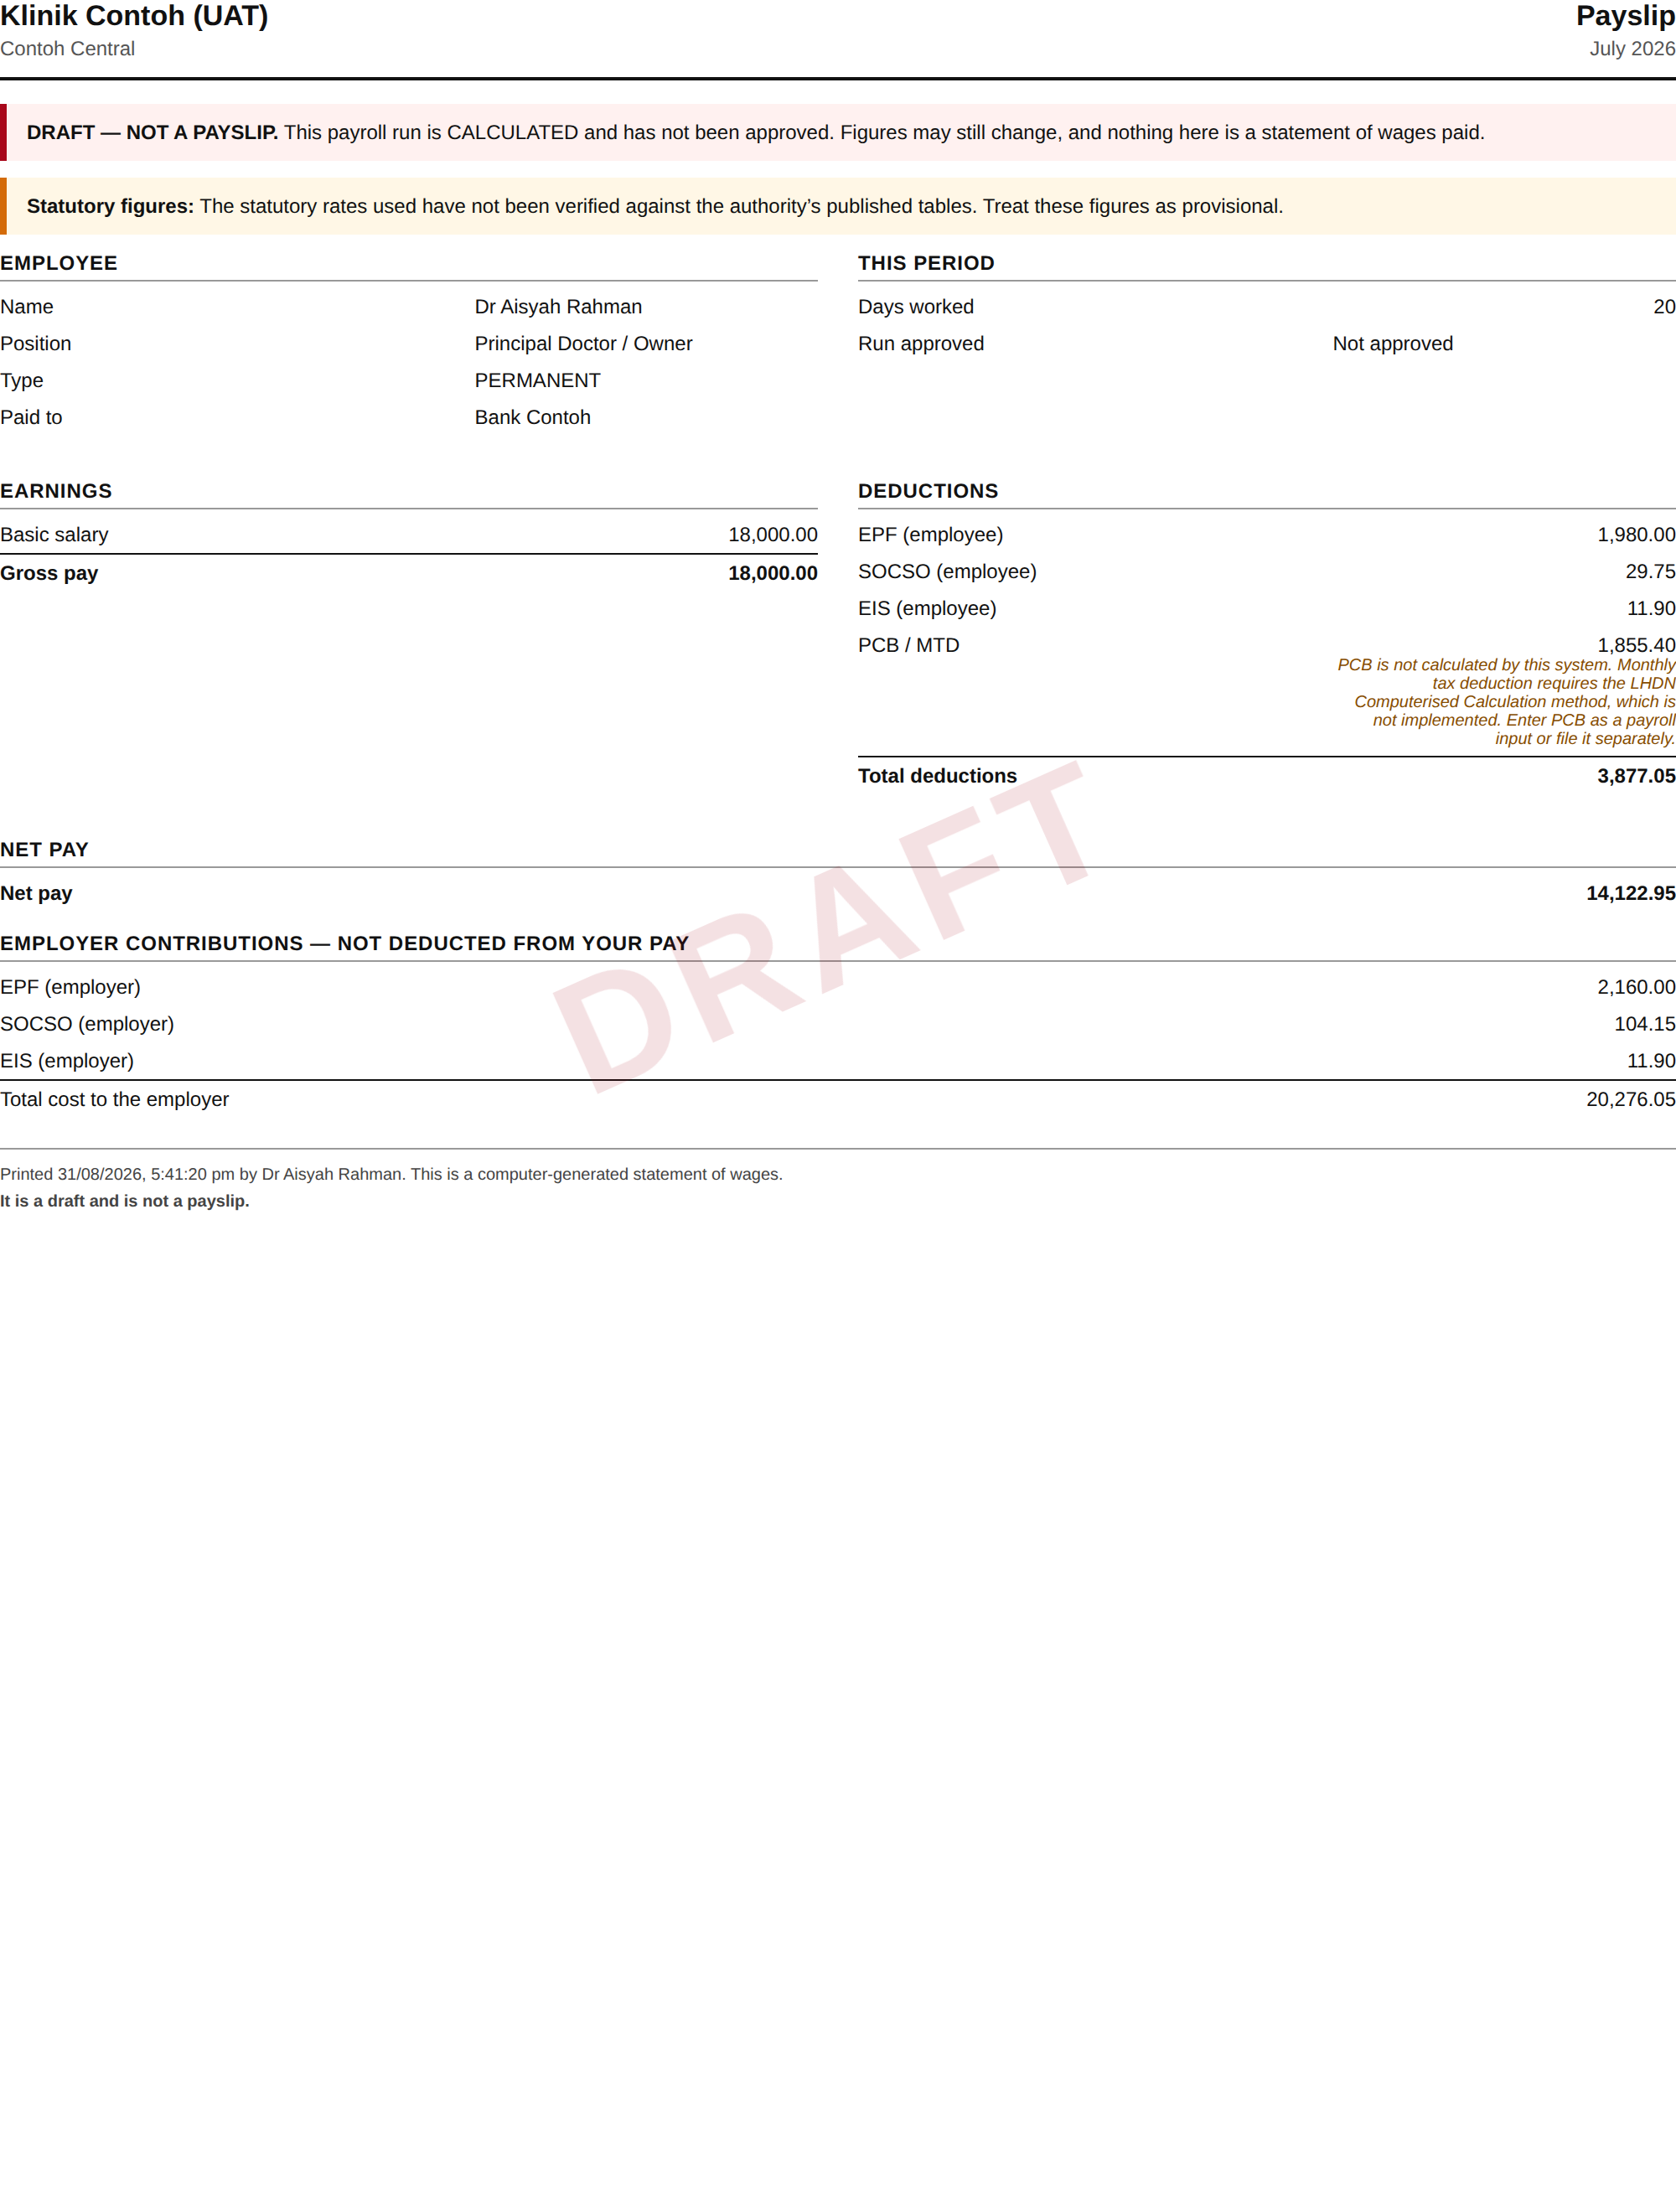 Klinik Contoh (UAT)
Payslip
Contoh Central
July 2026
DRAFT — NOT A PAYSLIP. This payroll run is CALCULATED and has not been approved. Figures may still change, and nothing here is a statement of wages paid.
Statutory figures: The statutory rates used have not been verified against the authority’s published tables. Treat these figures as provisional.
EMPLOYEE
Name Dr Aisyah Rahman
Position Principal Doctor / Owner
Type PERMANENT
Paid to Bank Contoh
THIS PERIOD
Days worked 20
Run approved Not approved
EARNINGS
Basic salary 18,000.00
Gross pay 18,000.00
DEDUCTIONS
EPF (employee) 1,980.00
SOCSO (employee) 29.75
EIS (employee) 11.90
PCB / MTD 1,855.40
PCB is not calculated by this system. Monthly
tax deduction requires the LHDN
Computerised Calculation method, which is
not implemented. Enter PCB as a payroll
input or file it separately.
Total deductions 3,877.05
DRAFT
NET PAY
Net pay 14,122.95
EMPLOYER CONTRIBUTIONS — NOT DEDUCTED FROM YOUR PAY
EPF (employer) 2,160.00
SOCSO (employer) 104.15
EIS (employer) 11.90
Total cost to the employer 20,276.05
Printed 31/08/2026, 5:41:20 pm by Dr Aisyah Rahman. This is a computer-generated statement of wages.
It is a draft and is not a payslip.